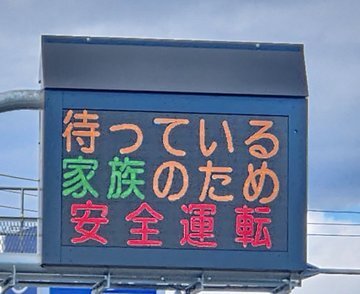 待っている
家族のため
安全運転